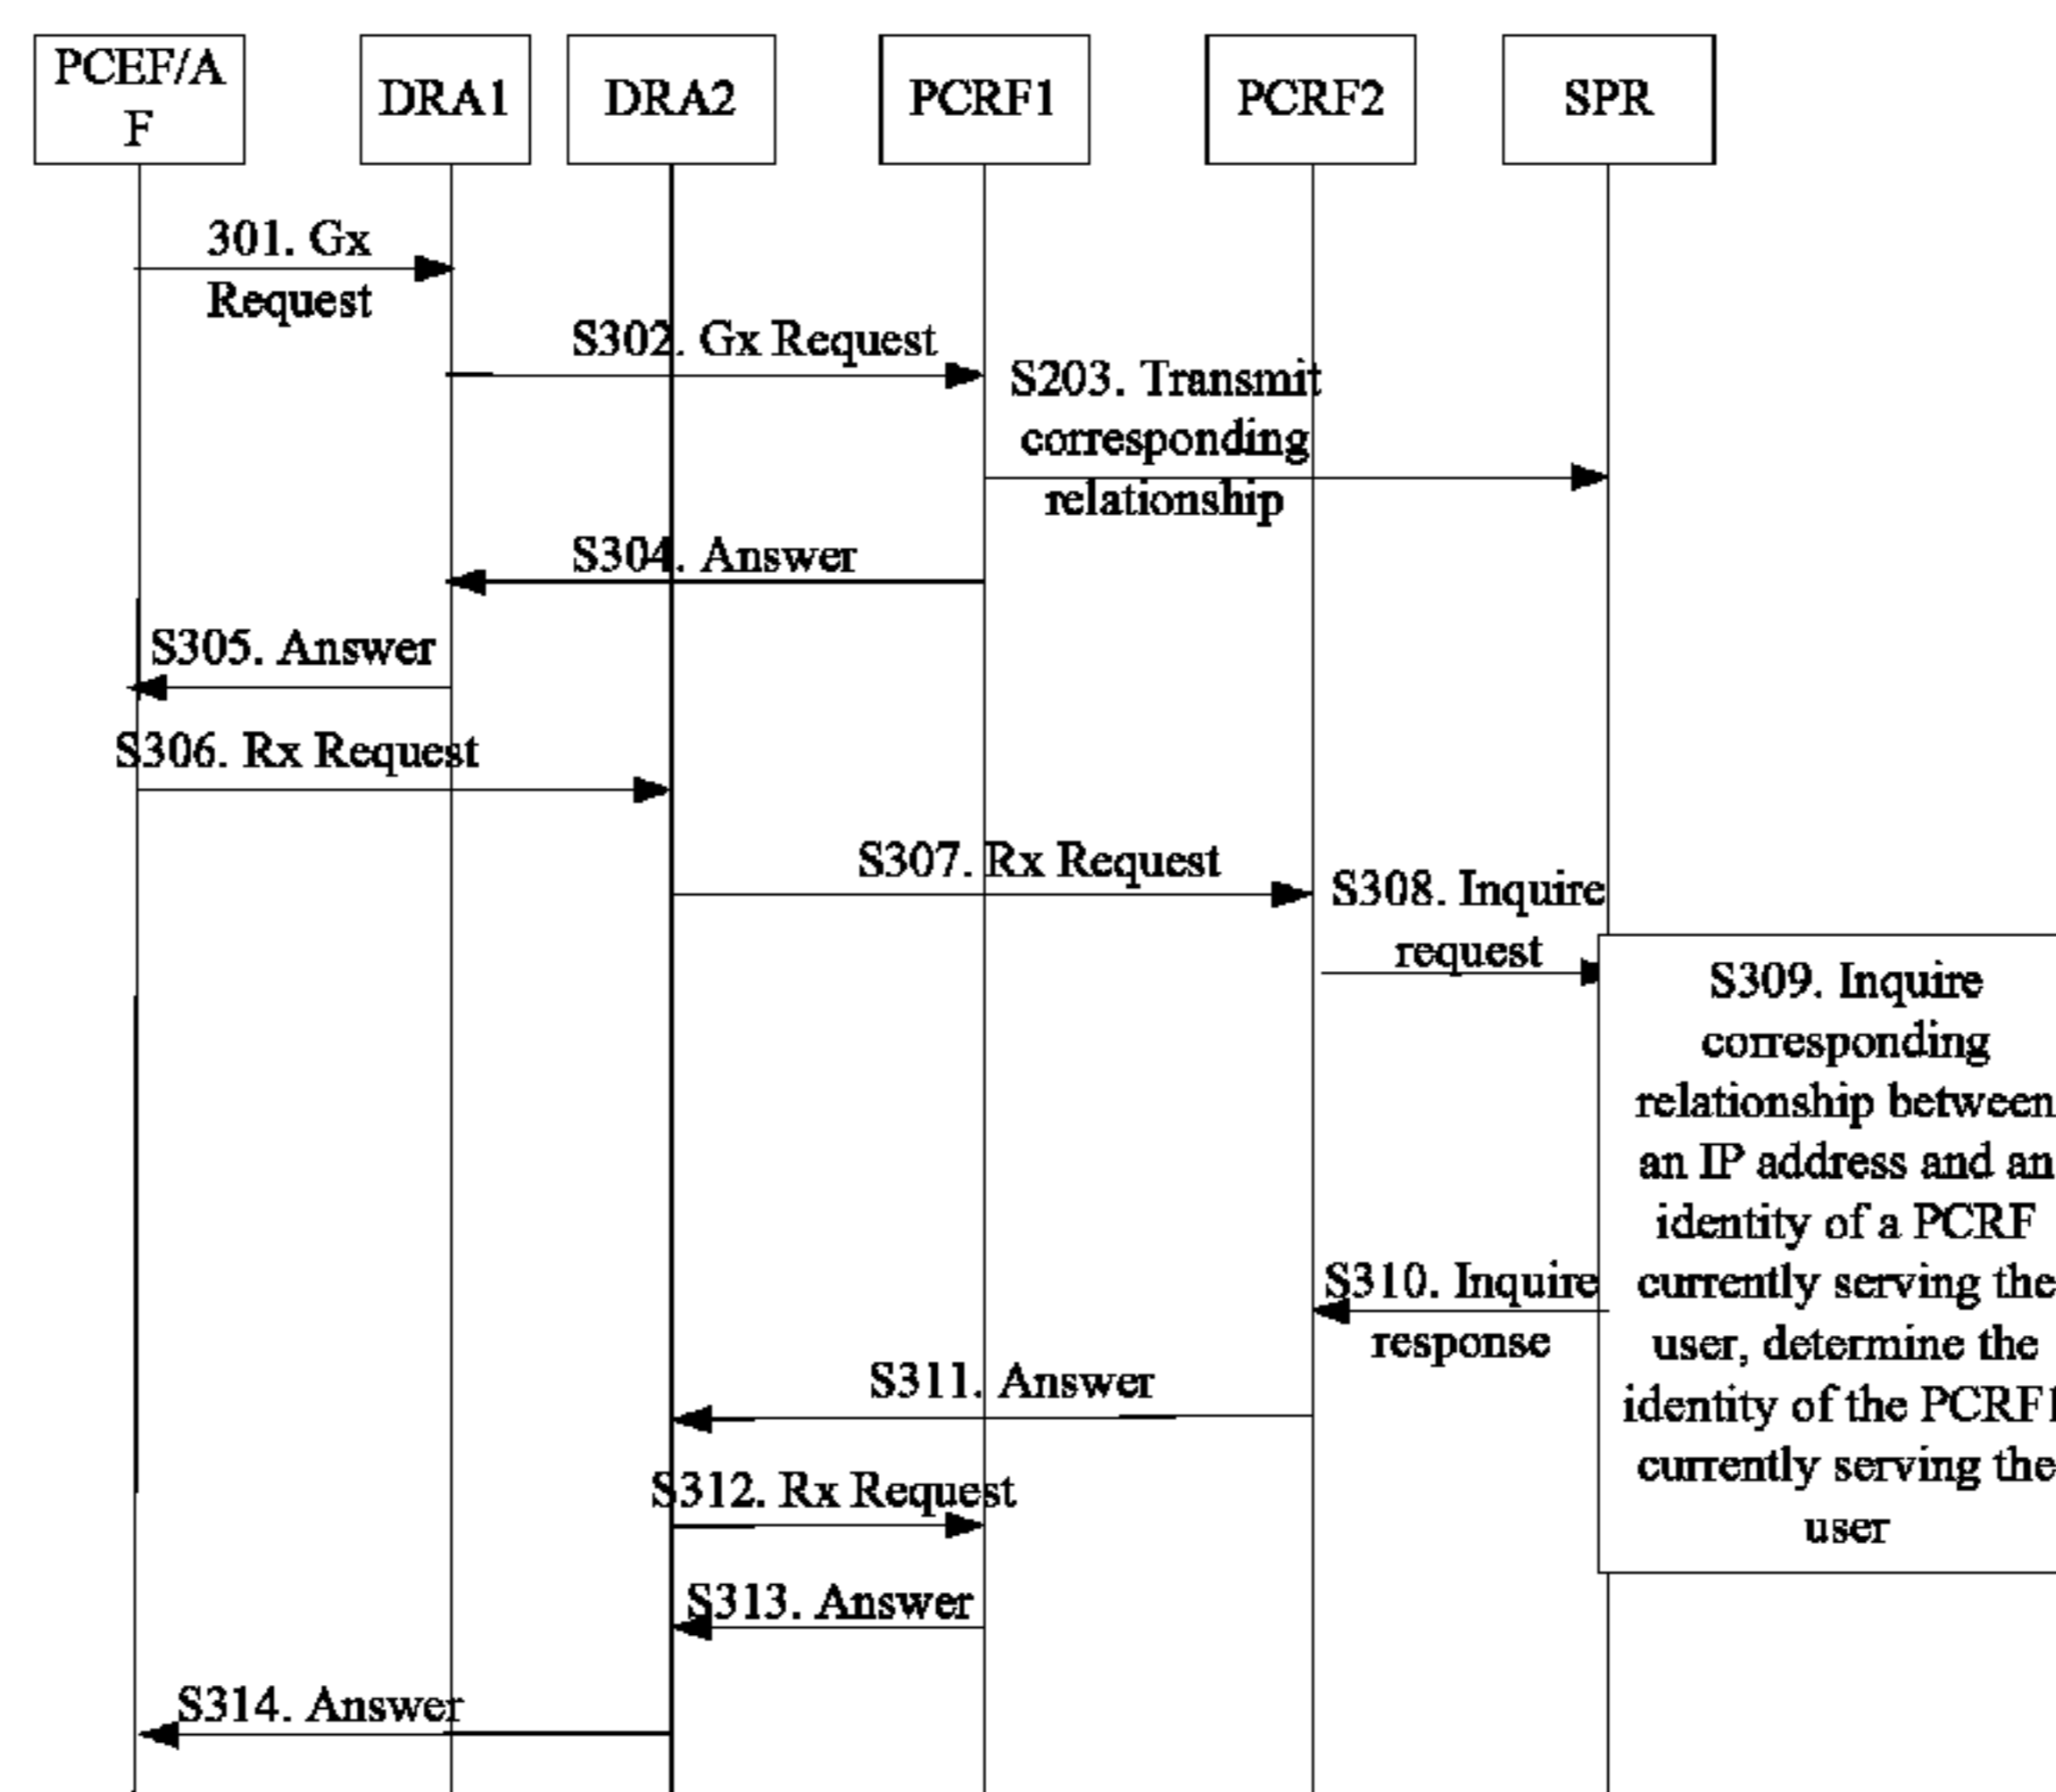 PCEF/A
F
DRA1
DRA2
PCRF1
PCRF2
SPR
301. Gx
Request
S302. Gx Request
S203. Transmit
corresponding
relationship
S304. Answer
S305. Answer
S306. Rx Request
S307. Rx Request
S308. Inquire
request
S309. Inquire
corresponding
relationship between
an IP address and an
identity of a PCRF
currently serving the
user, determine the
identity of the PCRF1
currently serving the
user
S310. Inquire
response
S311. Answer
S312. Rx Request
S313. Answer
S314. Answer